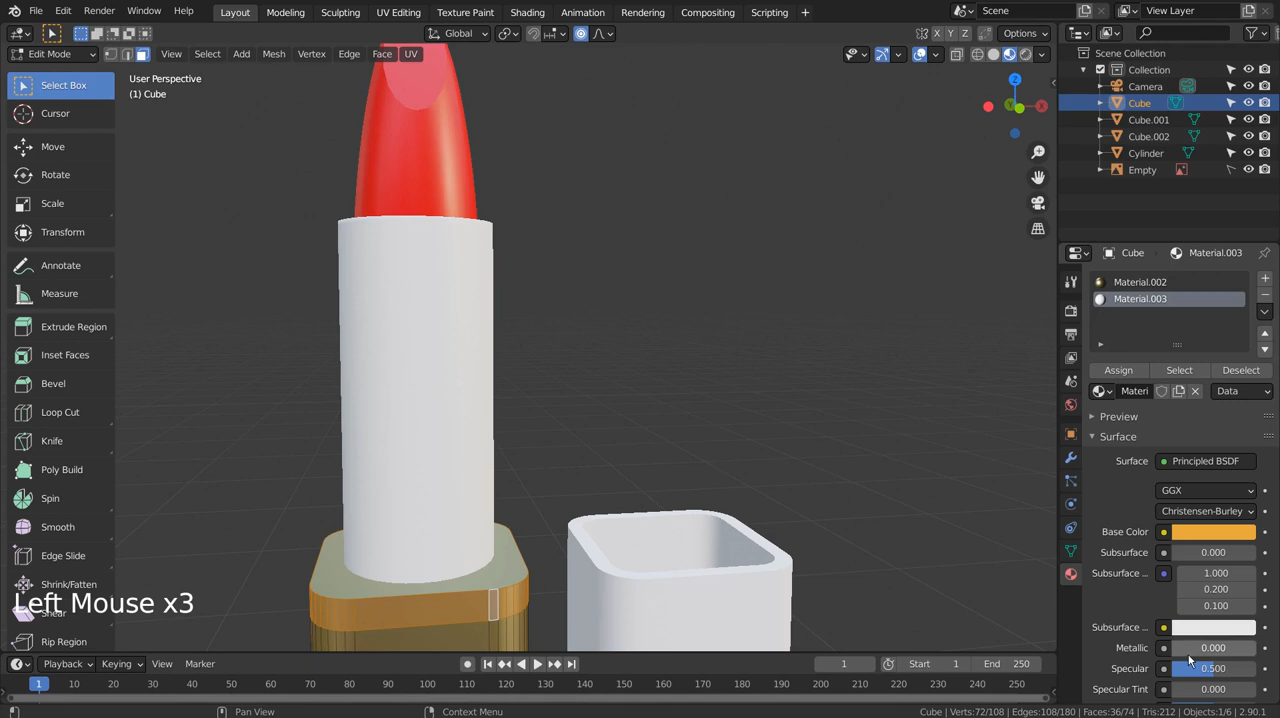 File Edit Render Window Help Layout Modeling Sculpting UV Editing Texture Paint Shading Animation Rendering Compositing Scripting + Scene View Layer
Global Options
Edit Mode View Select Add Mesh Vertex Edge Face UV X Y Z
Select Box
Cursor
Move
Rotate
Scale
Transform
Annotate
Measure
Extrude Region
Inset Faces
Bevel
Loop Cut
Knife
Poly Build
Spin
Smooth
Edge Slide
Shrink/Fatten
Shear
Rip Region
User Perspective
(1) Cube
Z
X
Y
Left Mouse x3
Scene Collection
Collection
Camera
Cube
Cube.001
Cube.002
Cylinder
Empty
Cube Material.003
Material.002
Material.003
Assign Select Deselect
Materi Data
Preview
Surface
Surface Principled BSDF
GGX
Christensen-Burley
Base Color
Subsurface 0.000
Subsurface ... 1.000
0.200
0.100
Subsurface ...
Metallic 0.000
Specular 0.500
Specular Tint 0.000
Playback Keying View Marker 1 Start 1 End 250
1 10 20 30 40 50 60 70 80 90 100 110 120 130 140 150 160 170 180 190 200 210 220 230 240 250
Select Pan View Context Menu Cube | Verts:72/108 | Edges:108/180 | Faces:36/74 | Tris:212 | Objects:1/6 | 2.90.1